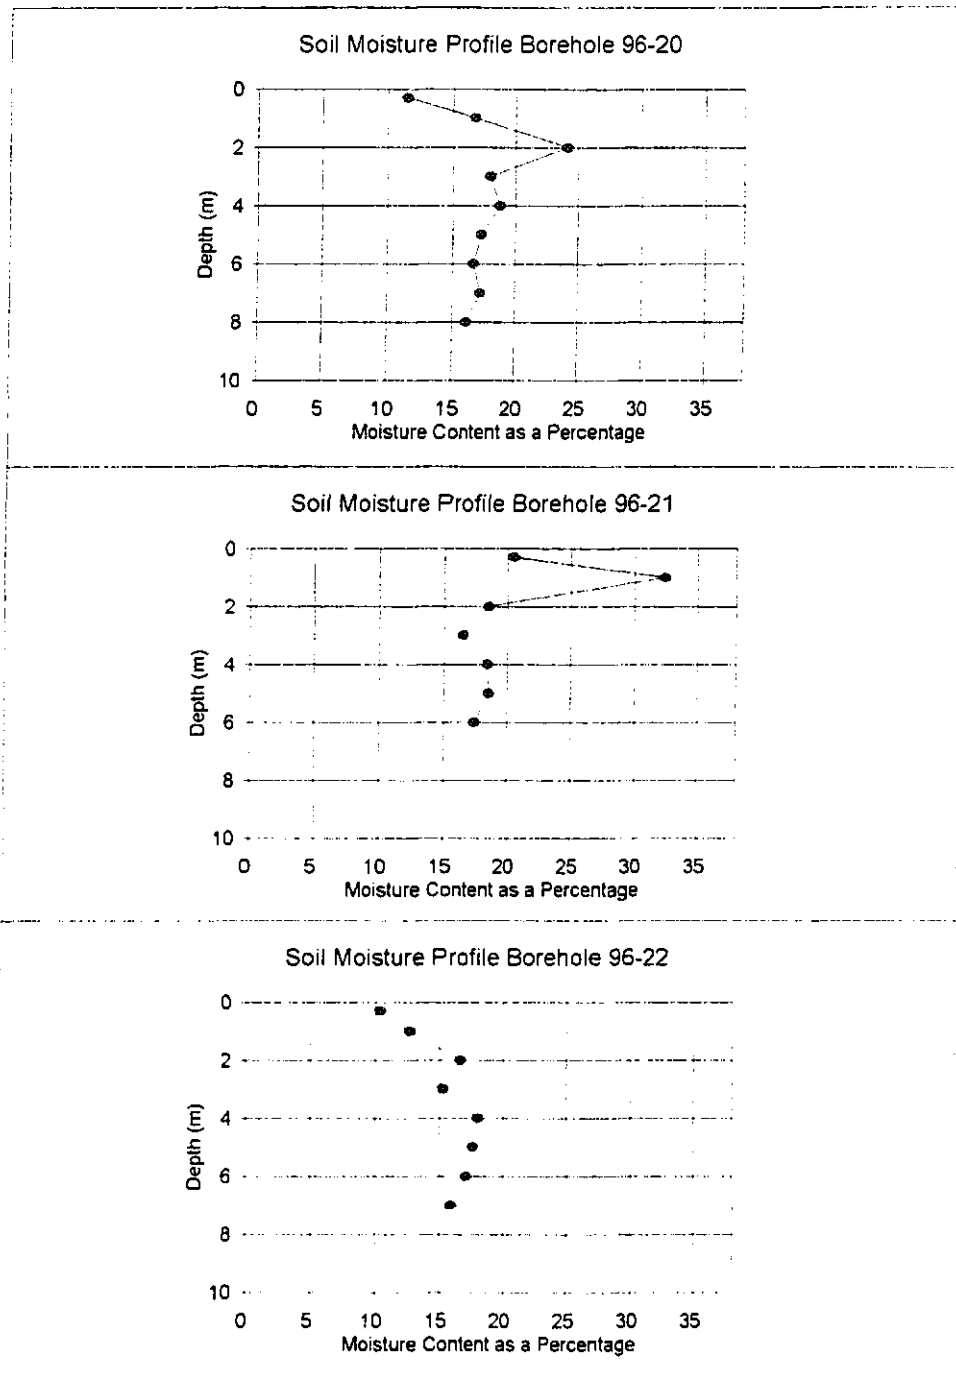 Soil Moisture Profile Borehole 96-20
0
2
4
6
8
10
Depth (m)
0 5 10 15 20 25 30 35
Moisture Content as a Percentage
Soil Moisture Profile Borehole 96-21
0
2
4
6
8
10
Depth (m)
0 5 10 15 20 25 30 35
Moisture Content as a Percentage
Soil Moisture Profile Borehole 96-22
0
2
4
6
8
10
Depth (m)
0 5 10 15 20 25 30 35
Moisture Content as a Percentage